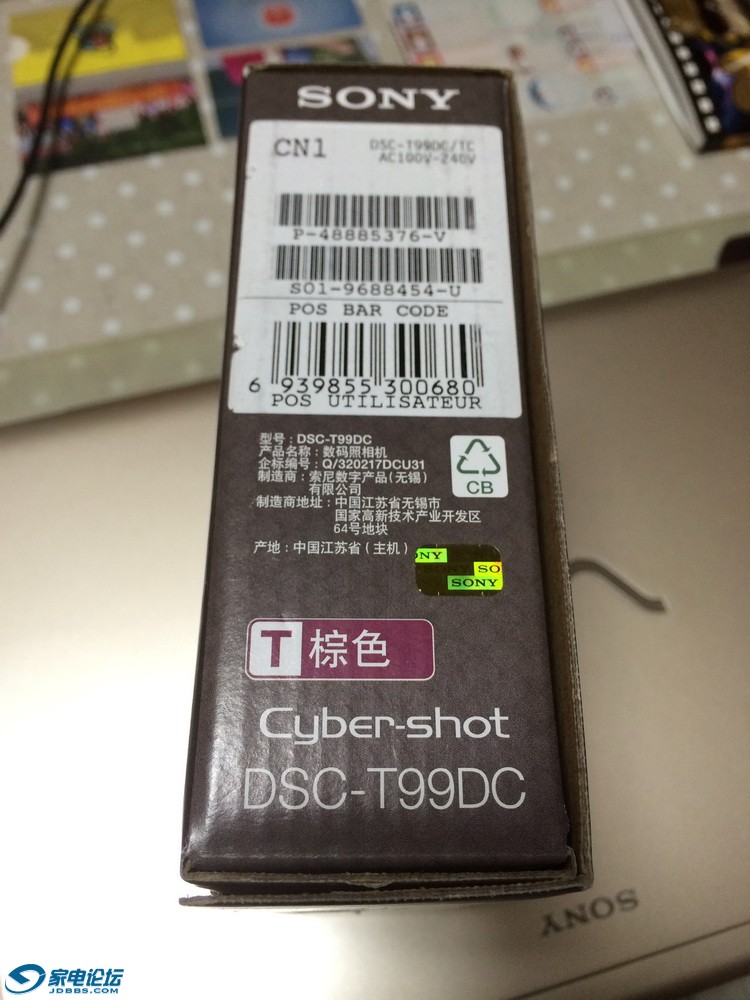 SONY
CN1
DSC-T99DC/TC
AC100V-240V
P-48885376-V
S01-9688454-U
POS BAR CODE
6 939855 300680
POS UTILISATEUR
型号：DSC-T99DC
产品名称：数码照相机
企标编号：Q/320217DCU31
制造商：索尼数字产品(无锡)
有限公司
制造商地址：中国江苏省无锡市
国家高新技术产业开发区
64号地块
产地：中国江苏省(主机)
CB
NY
SO
SONY
T 棕色
Cyber-shot
DSC-T99DC
SONY
家电论坛
JDBBS.COM